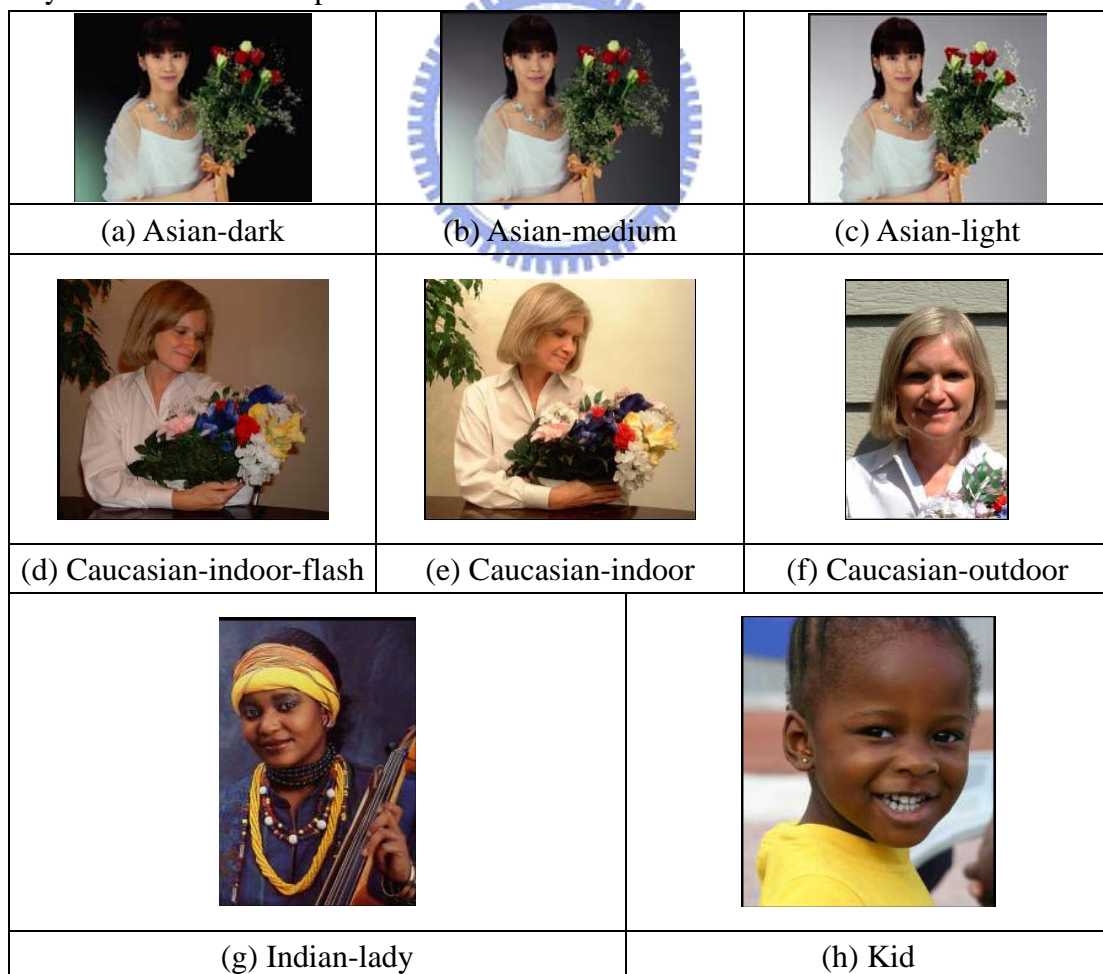 (a) Asian-dark
(b) Asian-medium
(c) Asian-light
(d) Caucasian-indoor-flash
(e) Caucasian-indoor
(f) Caucasian-outdoor
(g) Indian-lady
(h) Kid